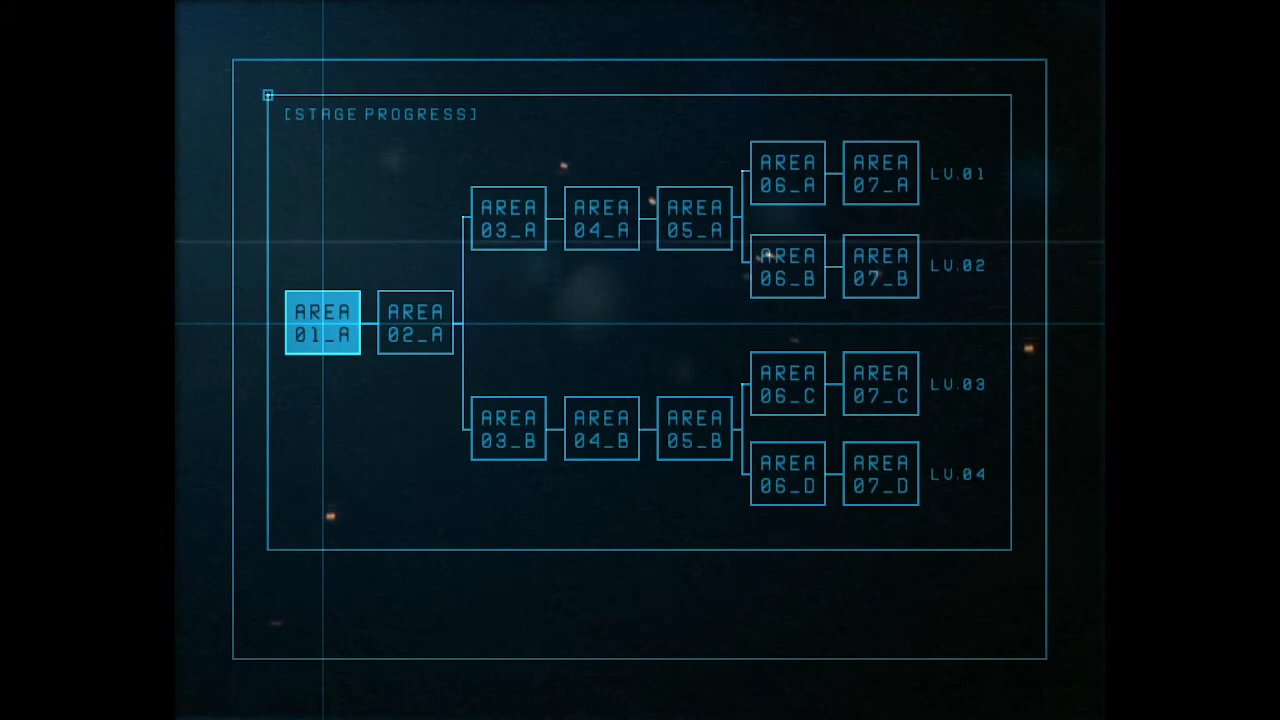 [STAGE PROGRESS]
AREA
06_A
AREA
07_A
LV.01
AREA
03_A
AREA
04_A
AREA
05_A
AREA
06_B
AREA
07_B
LV.02
AREA
01_A
AREA
02_A
AREA
06_C
AREA
07_C
LV.03
AREA
03_B
AREA
04_B
AREA
05_B
AREA
06_D
AREA
07_D
LV.04